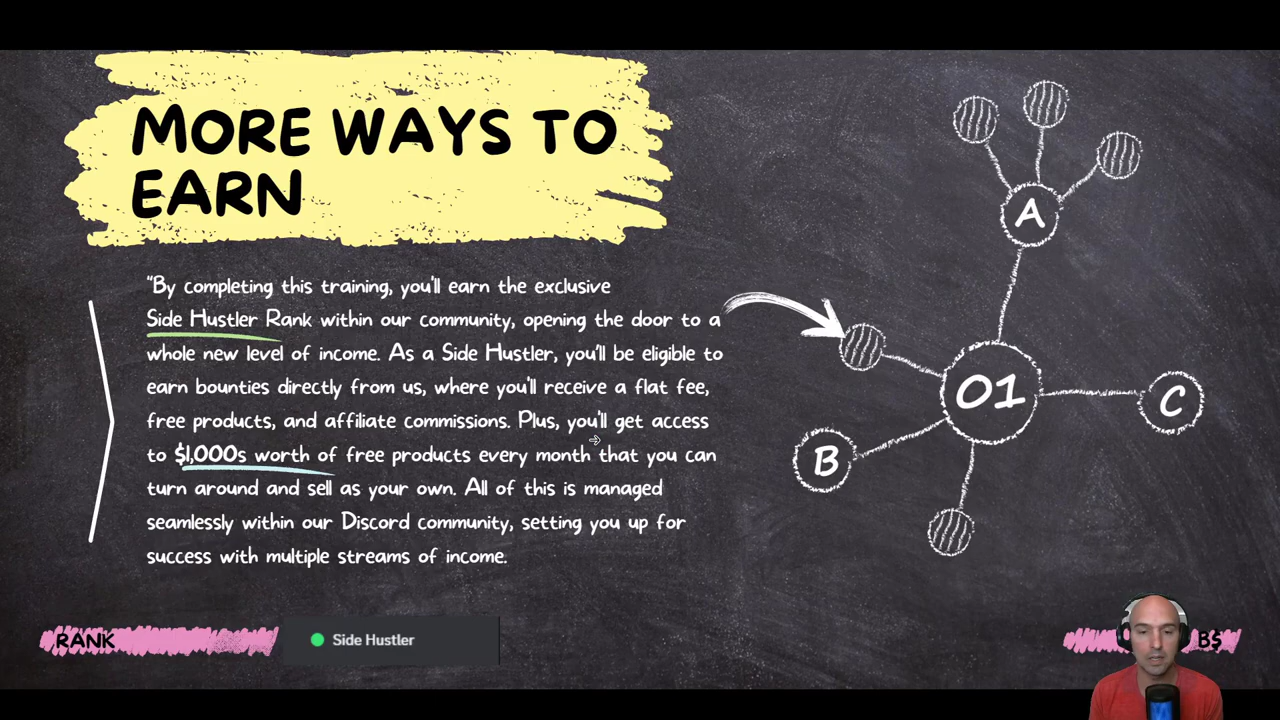 MORE WAYS TO
EARN
"By completing this training, you'll earn the exclusive
Side Hustler Rank within our community, opening the door to a
whole new level of income. As a Side Hustler, you'll be eligible to
earn bounties directly from us, where you'll receive a flat fee,
free products, and affiliate commissions. Plus, you'll get access
to $1,000s worth of free products every month that you can
turn around and sell as your own. All of this is managed
seamlessly within our Discord community, setting you up for
success with multiple streams of income.
A
01
C
B
RANK
Side Hustler